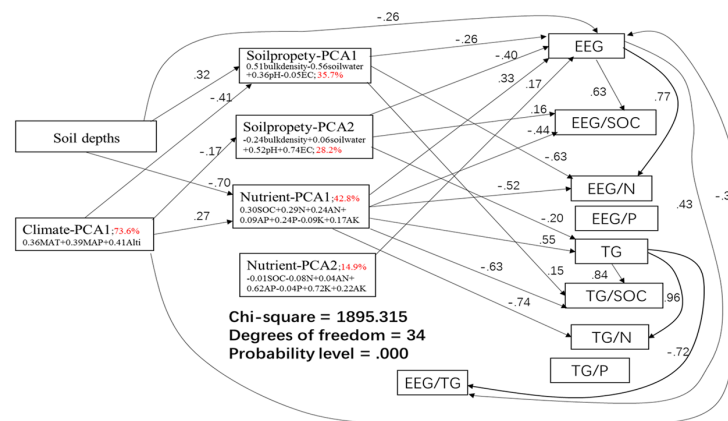 -.26
Soilpropety-PCA1
0.51bulkdensity-0.56soilwater
+0.36pH-0.05EC;35.7%
-.26
EEG
-.40
.32
.33
.17
.63
.77
-.41
Soil depths
Soilpropety-PCA2
-0.24bulkdensity+0.06soilwater
+0.52pH+0.74EC;28.2%
.16
-.44
EEG/SOC
-.17
-.63
-.70
Nutrient-PCA1;42.8%
0.30SOC+0.29N+0.24AN+
0.09AP+0.24P-0.09K+0.17AK
-.52
EEG/N
-.3
.43
Climate-PCA1;73.6%
0.36MAT+0.39MAP+0.41Alti
.27
-.20
EEG/P
.55
TG
Nutrient-PCA2;14.9%
-0.01SOC-0.08N+0.04AN+
0.62AP-0.04P+0.72K+0.22AK
-.63
.15
.84
TG/SOC
.96
-.74
Chi-square = 1895.315
Degrees of freedom = 34
Probability level = .000
TG/N
-.72
TG/P
EEG/TG